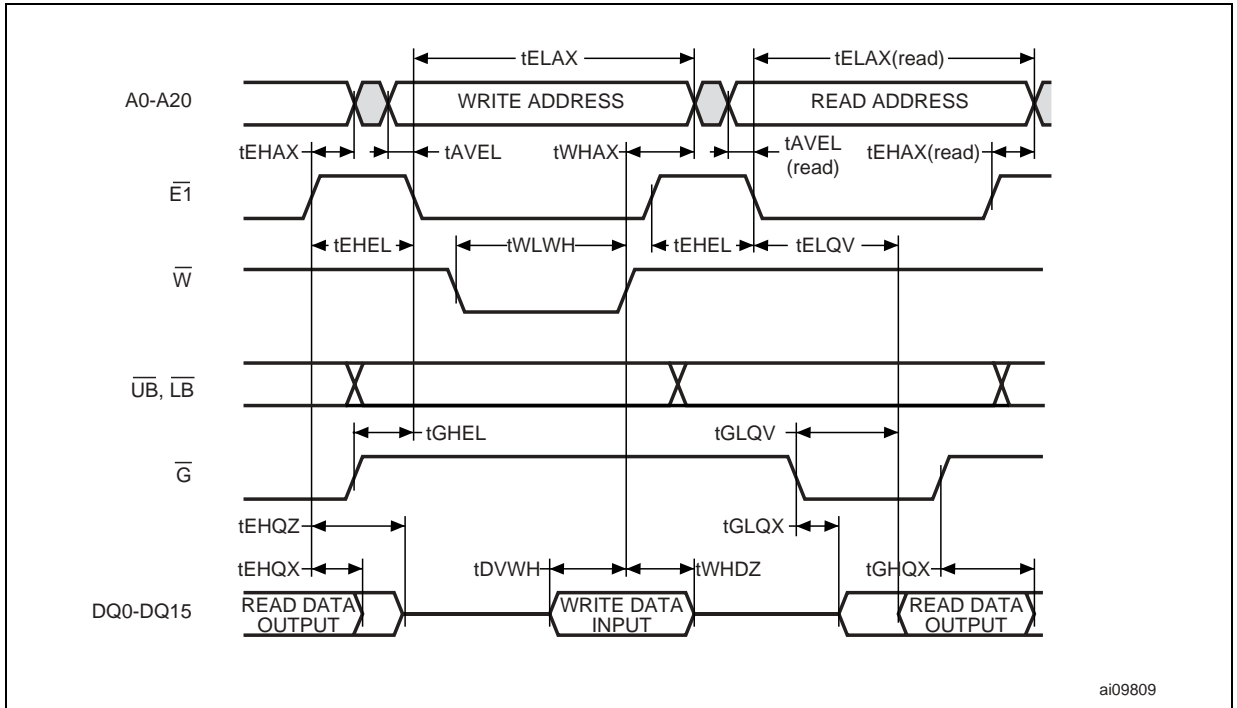 tELAX tELAX(read)
A0-A20 WRITE ADDRESS READ ADDRESS
tEHAX tAVEL tWHAX tAVEL (read) tEHAX(read)
E1
tEHEL tWLWH tEHEL tELQV
W
UB, LB
tGHEL tGLQV
G
tEHQZ tGLQX
tEHQX tDVWH tWHDZ tGHQX
DQ0-DQ15 READ DATA OUTPUT WRITE DATA INPUT READ DATA OUTPUT
ai09809